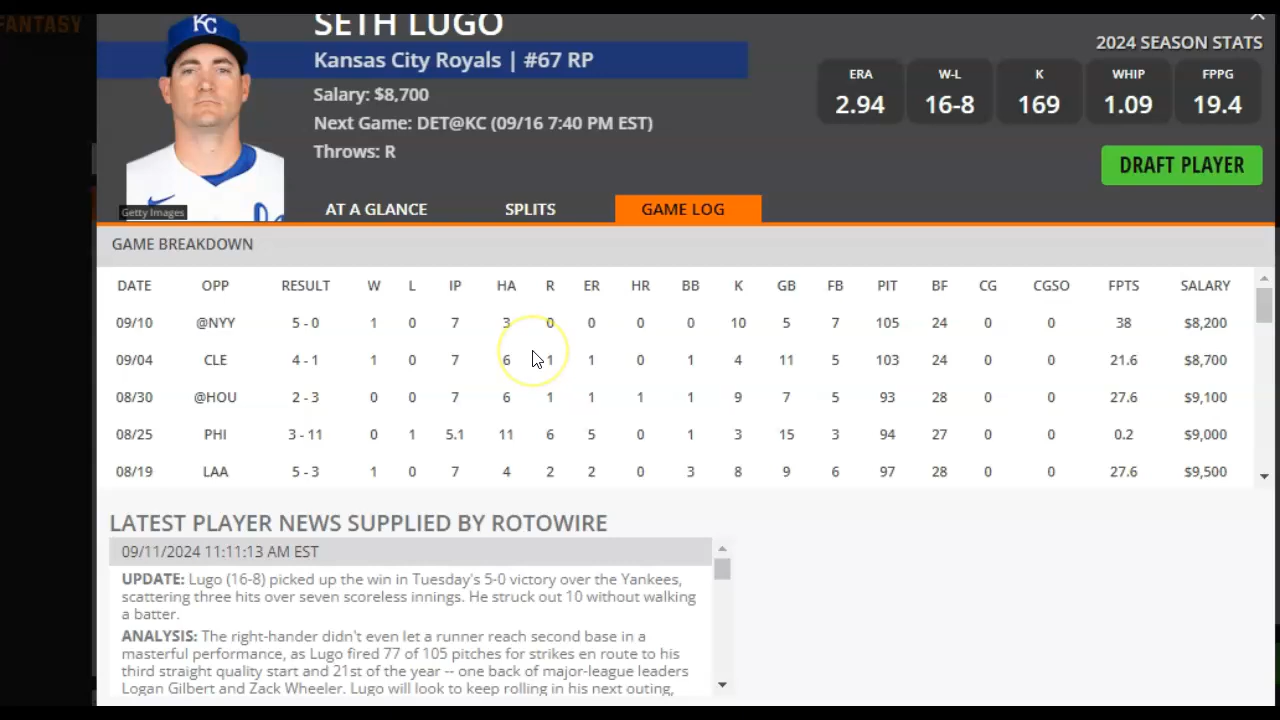 FANTASY
KC
SETH LUGO
Kansas City Royals | #67 RP
Salary: $8,700
Next Game: DET@KC (09/16 7:40 PM EST)
Throws: R
Getty Images
2024 SEASON STATS
ERA W-L K WHIP FPPG
2.94 16-8 169 1.09 19.4
DRAFT PLAYER
AT A GLANCE SPLITS GAME LOG
GAME BREAKDOWN
DATE OPP RESULT W L IP HA R ER HR BB K GB FB PIT BF CG CGSO FPTS SALARY
09/10 @NYY 5 - 0 1 0 7 3 0 0 0 0 10 5 7 105 24 0 0 38 $8,200
09/04 CLE 4 - 1 1 0 7 6 1 1 0 1 4 11 5 103 24 0 0 21.6 $8,700
08/30 @HOU 2 - 3 0 0 7 6 1 1 1 1 9 7 5 93 28 0 0 27.6 $9,100
08/25 PHI 3 - 11 0 1 5.1 11 6 5 0 1 3 15 3 94 27 0 0 0.2 $9,000
08/19 LAA 5 - 3 1 0 7 4 2 2 0 3 8 9 6 97 28 0 0 27.6 $9,500
LATEST PLAYER NEWS SUPPLIED BY ROTOWIRE
09/11/2024 11:11:13 AM EST
UPDATE: Lugo (16-8) picked up the win in Tuesday's 5-0 victory over the Yankees,
scattering three hits over seven scoreless innings. He struck out 10 without walking
a batter.
ANALYSIS: The right-hander didn't even let a runner reach second base in a
masterful performance, as Lugo fired 77 of 105 pitches for strikes en route to his
third straight quality start and 21st of the year -- one back of major-league leaders
Logan Gilbert and Zack Wheeler. Lugo will look to keep rolling in his next outing,